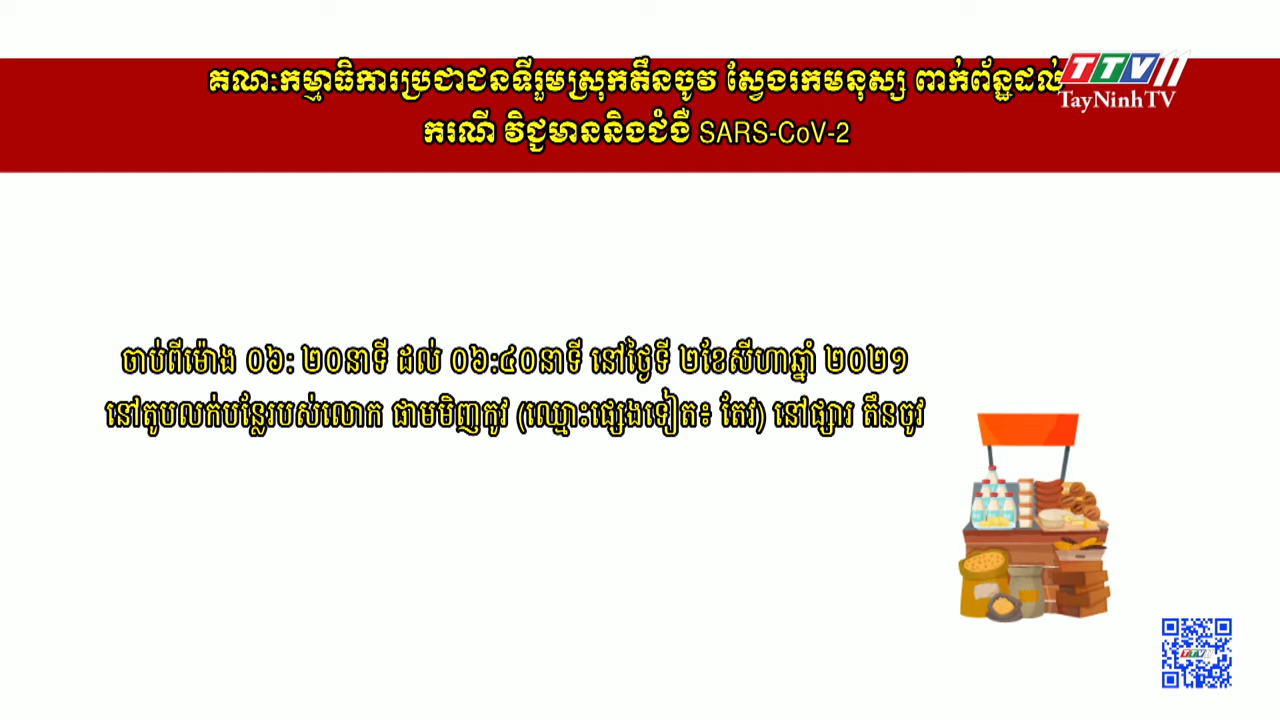 TTV11
TayNinhTV
គណ:កម្មាធិការប្រជាជនទីរួមស្រុកតឹនចូវ ស្វែងរកមនុស្ស ពាក់ព័ន្ឋដល់
ករណី វិជ្ជមាននិងជំងឺ SARS-CoV-2
ចាប់ពីម៉ោង ០៦: ២០នាទី ដល់ ០៦:៤០នាទី នៅថ្ងៃទី ២ខែសីហាឆ្នាំ ២០២១
នៅតូបលក់បន្លែរបស់លោក ផាមមិញកូវ (ឈ្មោ:ផ្សេងទៀត៖ តែវ) នៅផ្សារ តឹនចូវ
TTV11